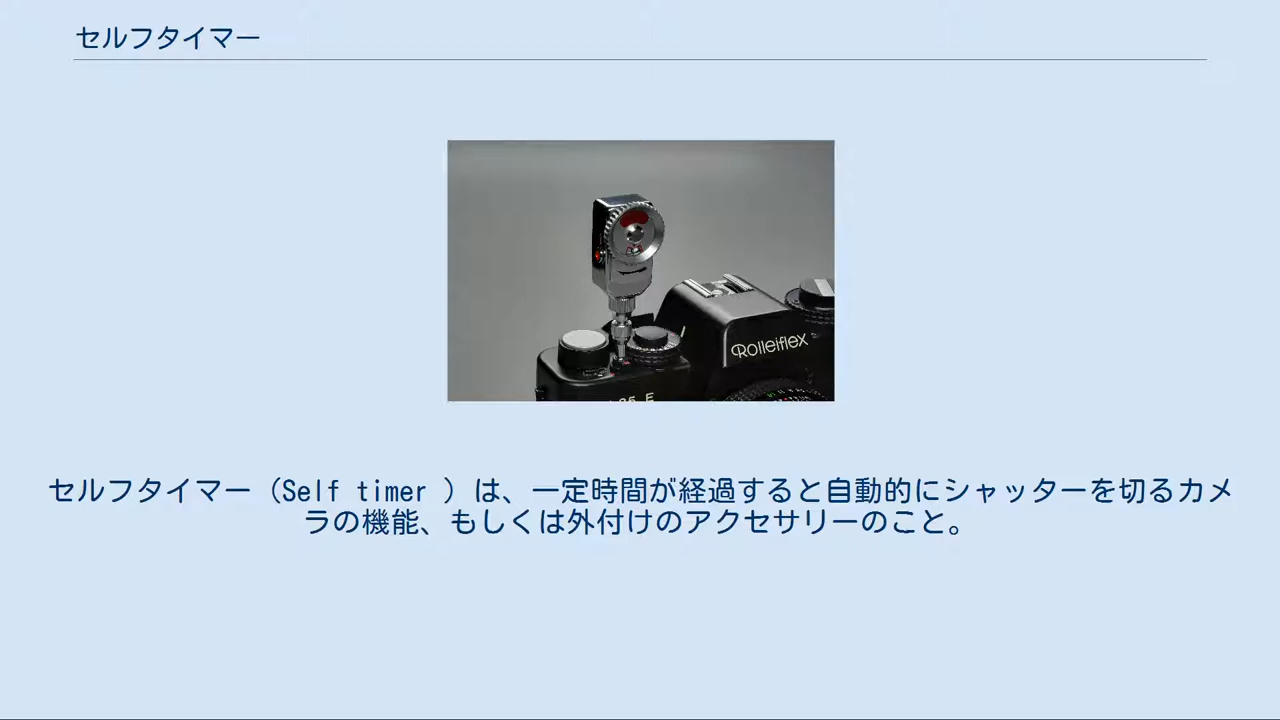 セルフタイマー
Rolleiflex
セルフタイマー（Self timer ）は、一定時間が経過すると自動的にシャッターを切るカメ
ラの機能、もしくは外付けのアクセサリーのこと。